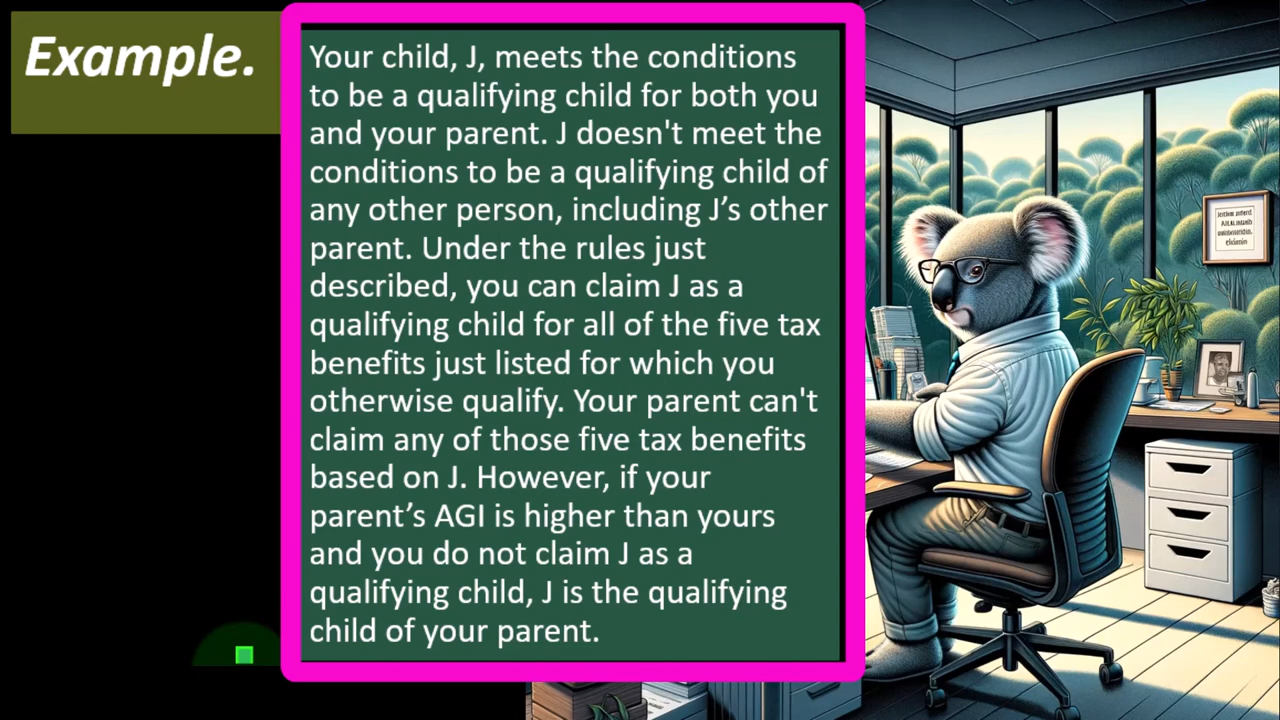 Example.
Your child, J, meets the conditions
to be a qualifying child for both you
and your parent. J doesn't meet the
conditions to be a qualifying child of
any other person, including J’s other
parent. Under the rules just
described, you can claim J as a
qualifying child for all of the five tax
benefits just listed for which you
otherwise qualify. Your parent can't
claim any of those five tax benefits
based on J. However, if your
parent’s AGI is higher than yours
and you do not claim J as a
qualifying child, J is the qualifying
child of your parent.